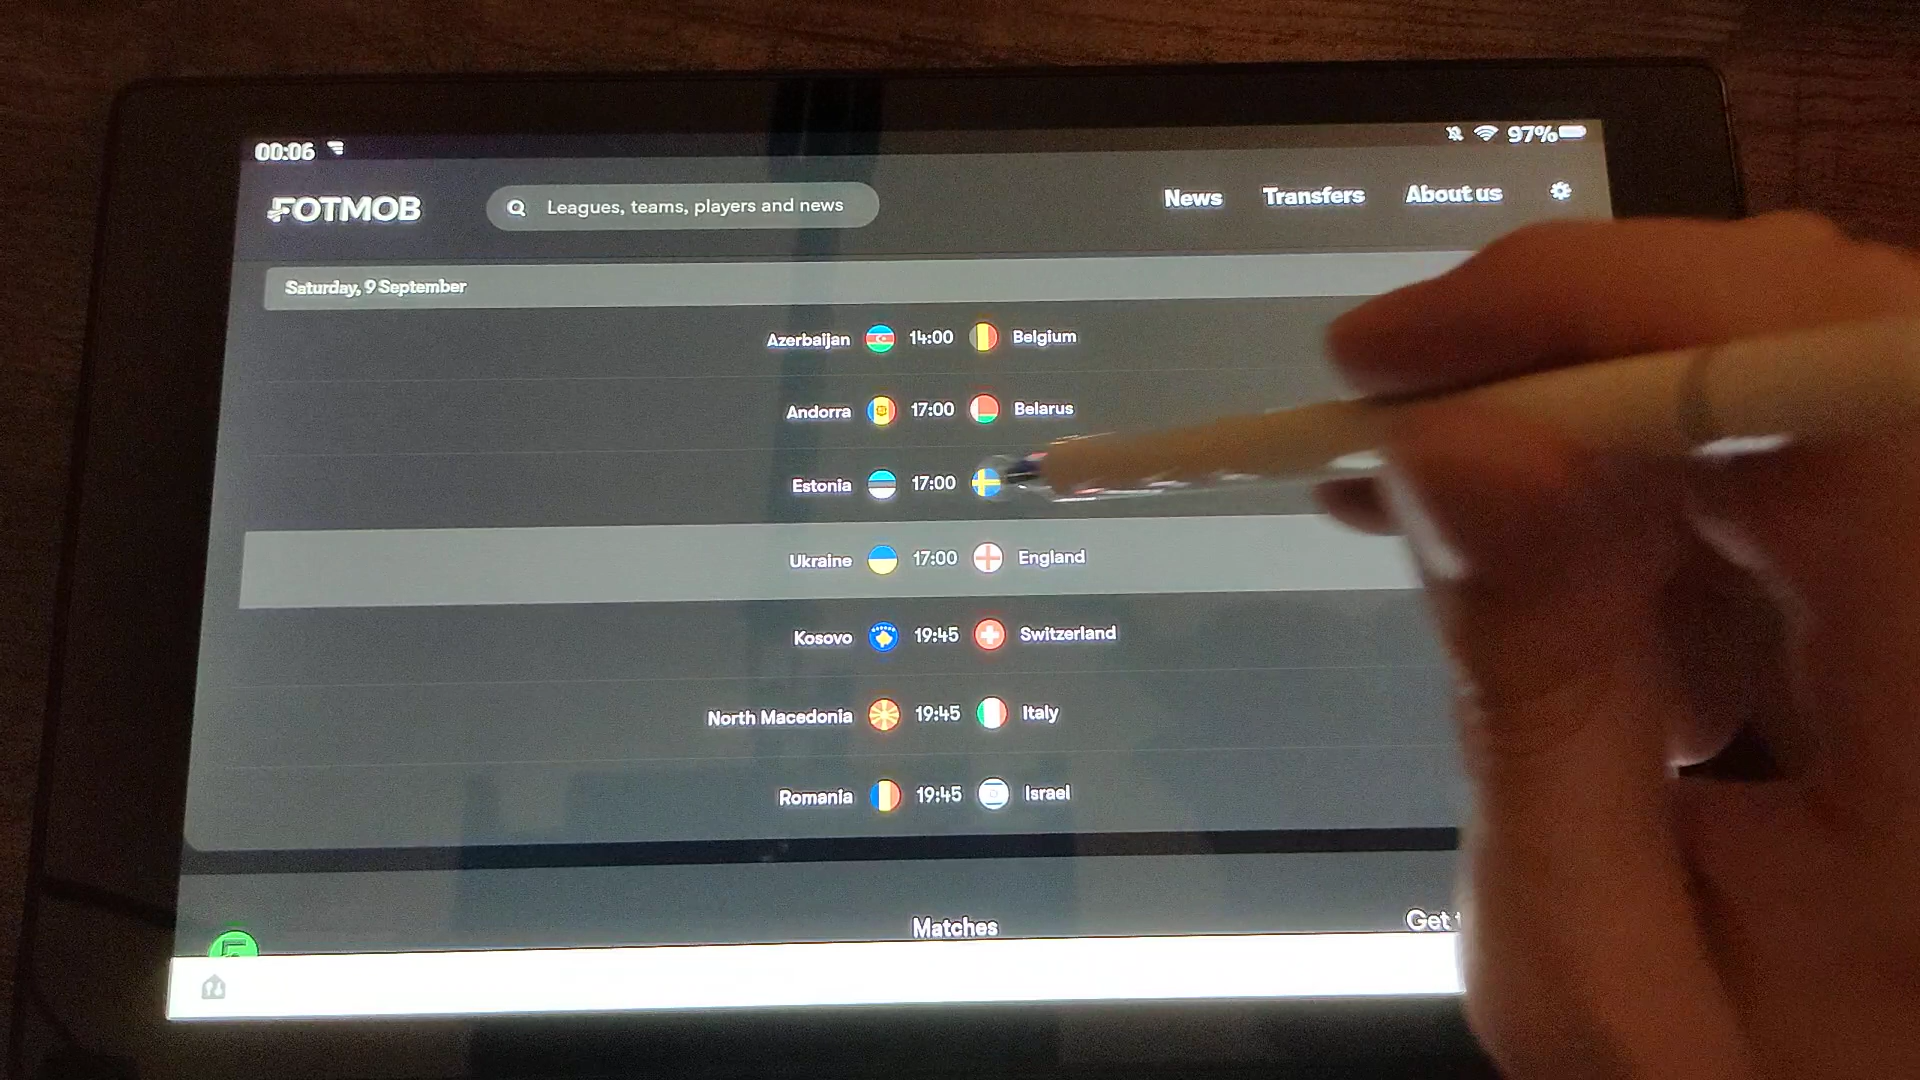 00:06
97%
FOTMOB
Leagues, teams, players and news
News Transfers About us
Saturday, 9 September
Azerbaijan 14:00 Belgium
Andorra 17:00 Belarus
Estonia 17:00
Ukraine 17:00 England
Kosovo 19:45 Switzerland
North Macedonia 19:45 Italy
Romania 19:45 Israel
Matches
Get